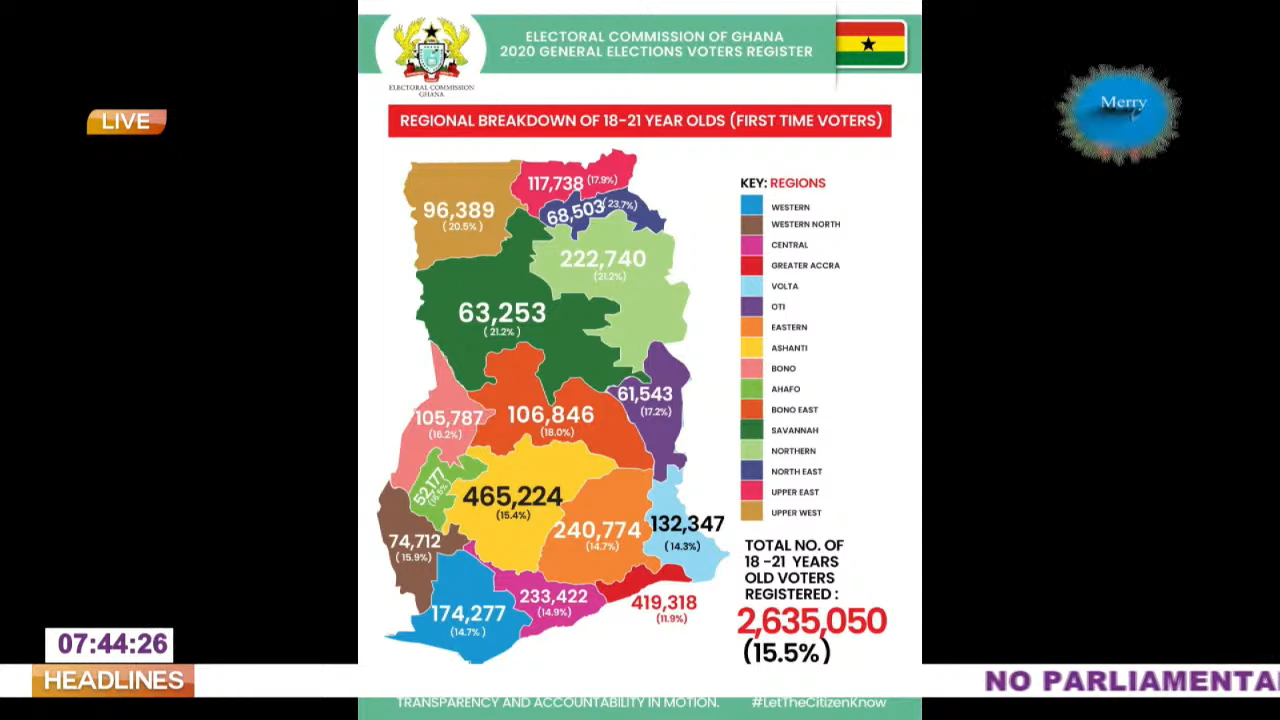 ELECTORAL COMMISSION OF GHANA
2020 GENERAL ELECTIONS VOTERS REGISTER
ELECTORAL COMMISSION
GHANA
LIVE
Merry
REGIONAL BREAKDOWN OF 18-21 YEAR OLDS (FIRST TIME VOTERS)
117,738 (17.9%)
96,389
(20.5%)
68,503 (23.7%)
222,740
(21.2%)
63,253
(21.2%)
61,543
(17.2%)
105,787
(16.2%)
106,846
(18.0%)
52,177
465,224
(15.4%)
240,774
(14.7%)
132,347
(14.3%)
74,712
(15.9%)
174,277
(14.7%)
233,422
(14.9%)
419,318
(11.9%)
KEY: REGIONS
WESTERN
WESTERN NORTH
CENTRAL
GREATER ACCRA
VOLTA
OTI
EASTERN
ASHANTI
BONO
AHAFO
BONO EAST
SAVANNAH
NORTHERN
NORTH EAST
UPPER EAST
UPPER WEST
TOTAL NO. OF
18 -21 YEARS
OLD VOTERS
REGISTERED :
2,635,050
(15.5%)
07:44:26
HEADLINES
NO PARLIAMENTA
TRANSPARENCY AND ACCOUNTABILITY IN MOTION.
#LetTheCitizenKnow